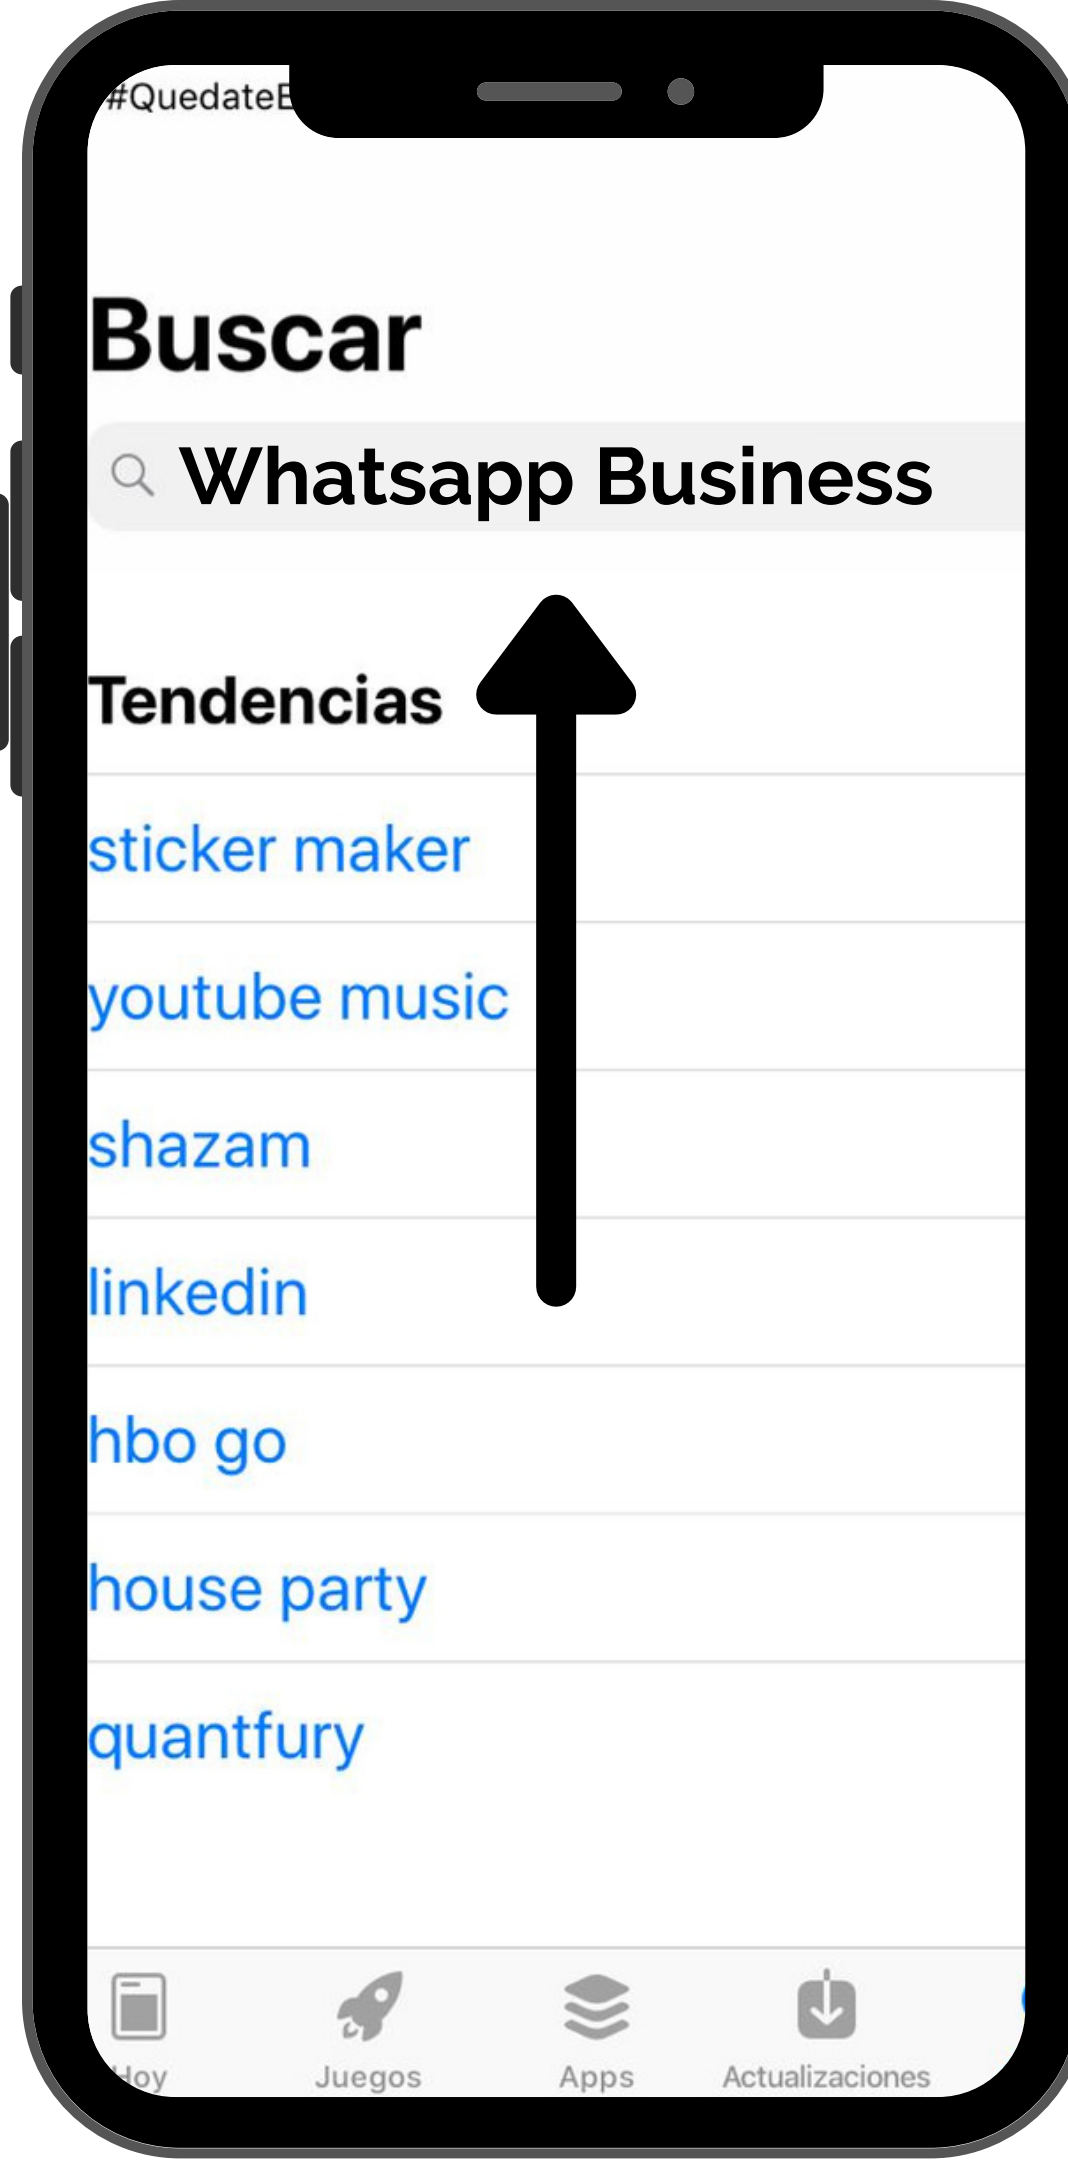 #QuedateE
Buscar
Whatsapp Business
Tendencias
sticker maker
youtube music
shazam
linkedin
hbo go
house party
quantfury
Hoy
Juegos
Apps
Actualizaciones